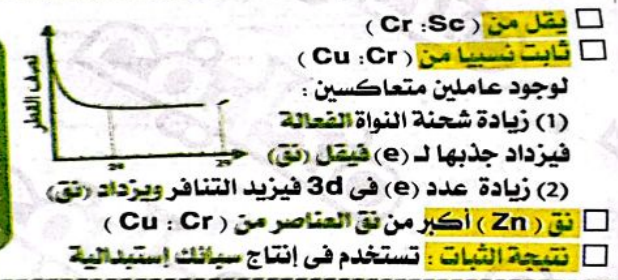 يقل من ( Cr :Sc )
ثابت نسبيا من ( Cu :Cr )
لوجود عاملين متعاكسين :
(1) زيادة شحنة النواة الفعالة
فيزداد جذبها لـ (e) فيقل (نق)
(2) زيادة عدد (e) فى 3d فيزيد التنافر ويزداد (نق)
نق ( Zn ) أكبر من نق العناصر من ( Cu : Cr )
نتيجة الثبات : تستخدم فى إنتاج سبائك إستبدالية
نصف القطر
24
29